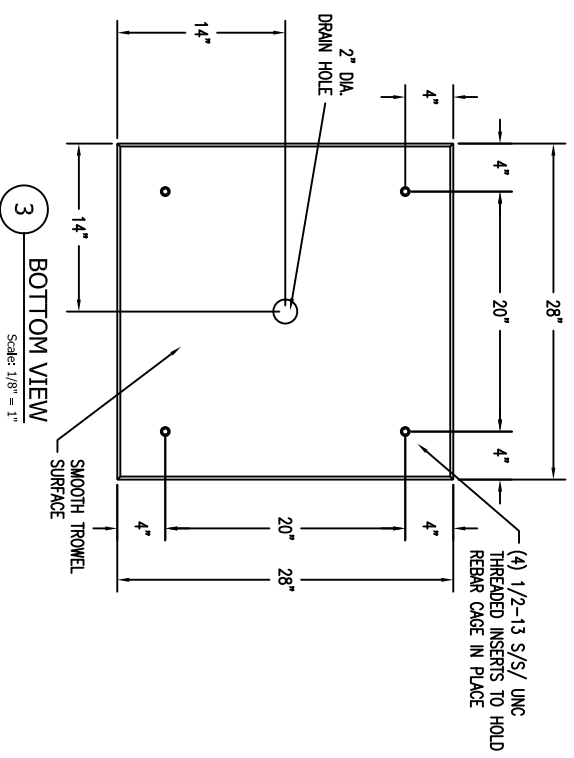 28"
4"
20"
4"
(4) 1/2-13 S/S/ UNC
THREADED INSERTS TO HOLD
REBAR CAGE IN PLACE
4"
4"
2" DIA.
DRAIN HOLE
20"
28"
14"
4"
SMOOTH TROWEL
SURFACE
14"
3
BOTTOM VIEW
Scale: 1/8" = 1"